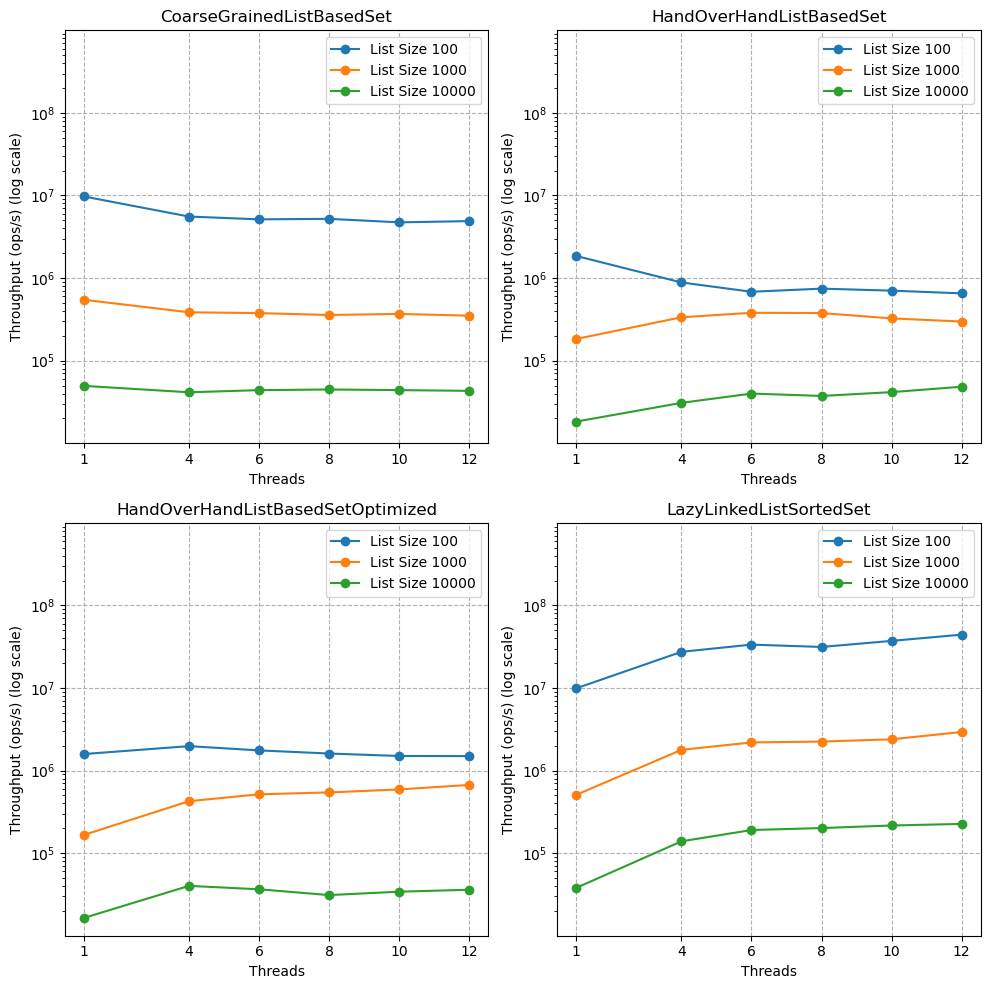 CoarseGrainedListBasedSet
Throughput (ops/s) (log scale)
10^8
10^7
10^6
10^5
List Size 100
List Size 1000
List Size 10000
1 4 6 8 10 12
Threads
HandOverHandListBasedSet
Throughput (ops/s) (log scale)
10^8
10^7
10^6
10^5
List Size 100
List Size 1000
List Size 10000
1 4 6 8 10 12
Threads
HandOverHandListBasedSetOptimized
Throughput (ops/s) (log scale)
10^8
10^7
10^6
10^5
List Size 100
List Size 1000
List Size 10000
1 4 6 8 10 12
Threads
LazyLinkedListSortedSet
Throughput (ops/s) (log scale)
10^8
10^7
10^6
10^5
List Size 100
List Size 1000
List Size 10000
1 4 6 8 10 12
Threads